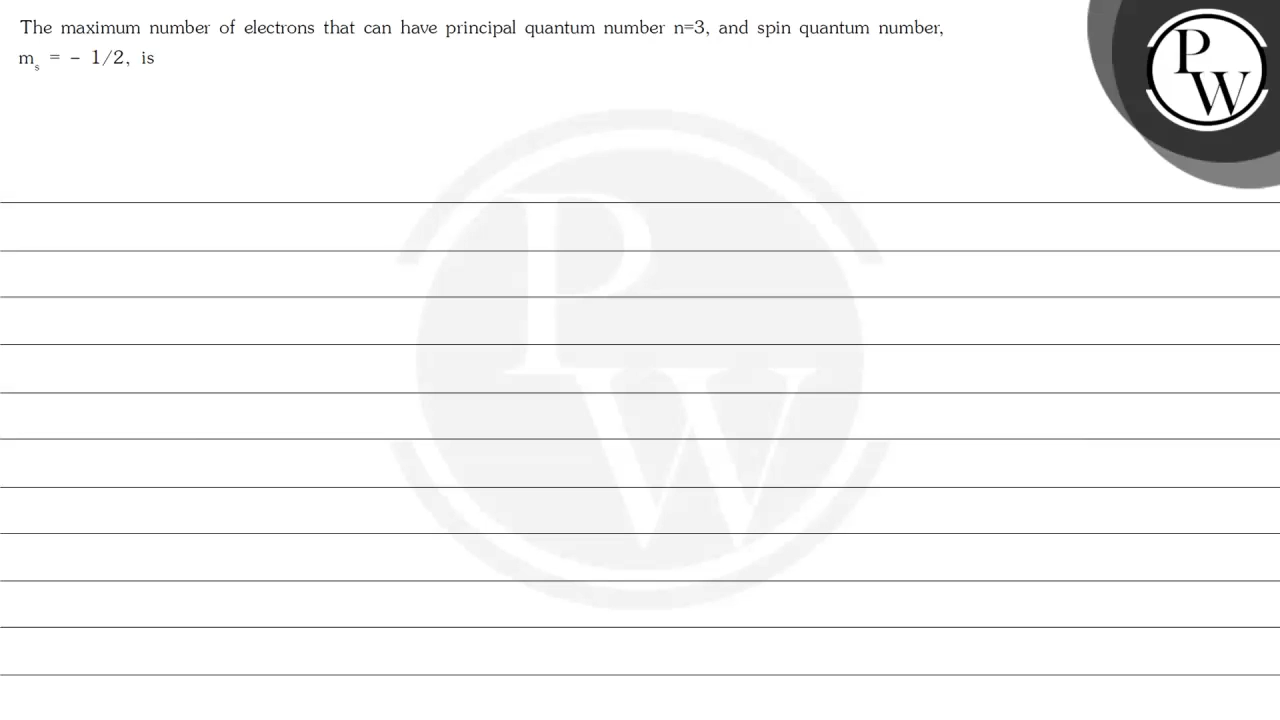 The maximum number of electrons that can have principal quantum number n=3, and spin quantum number,
mₛ = − 1/2, is
P
W
P
W